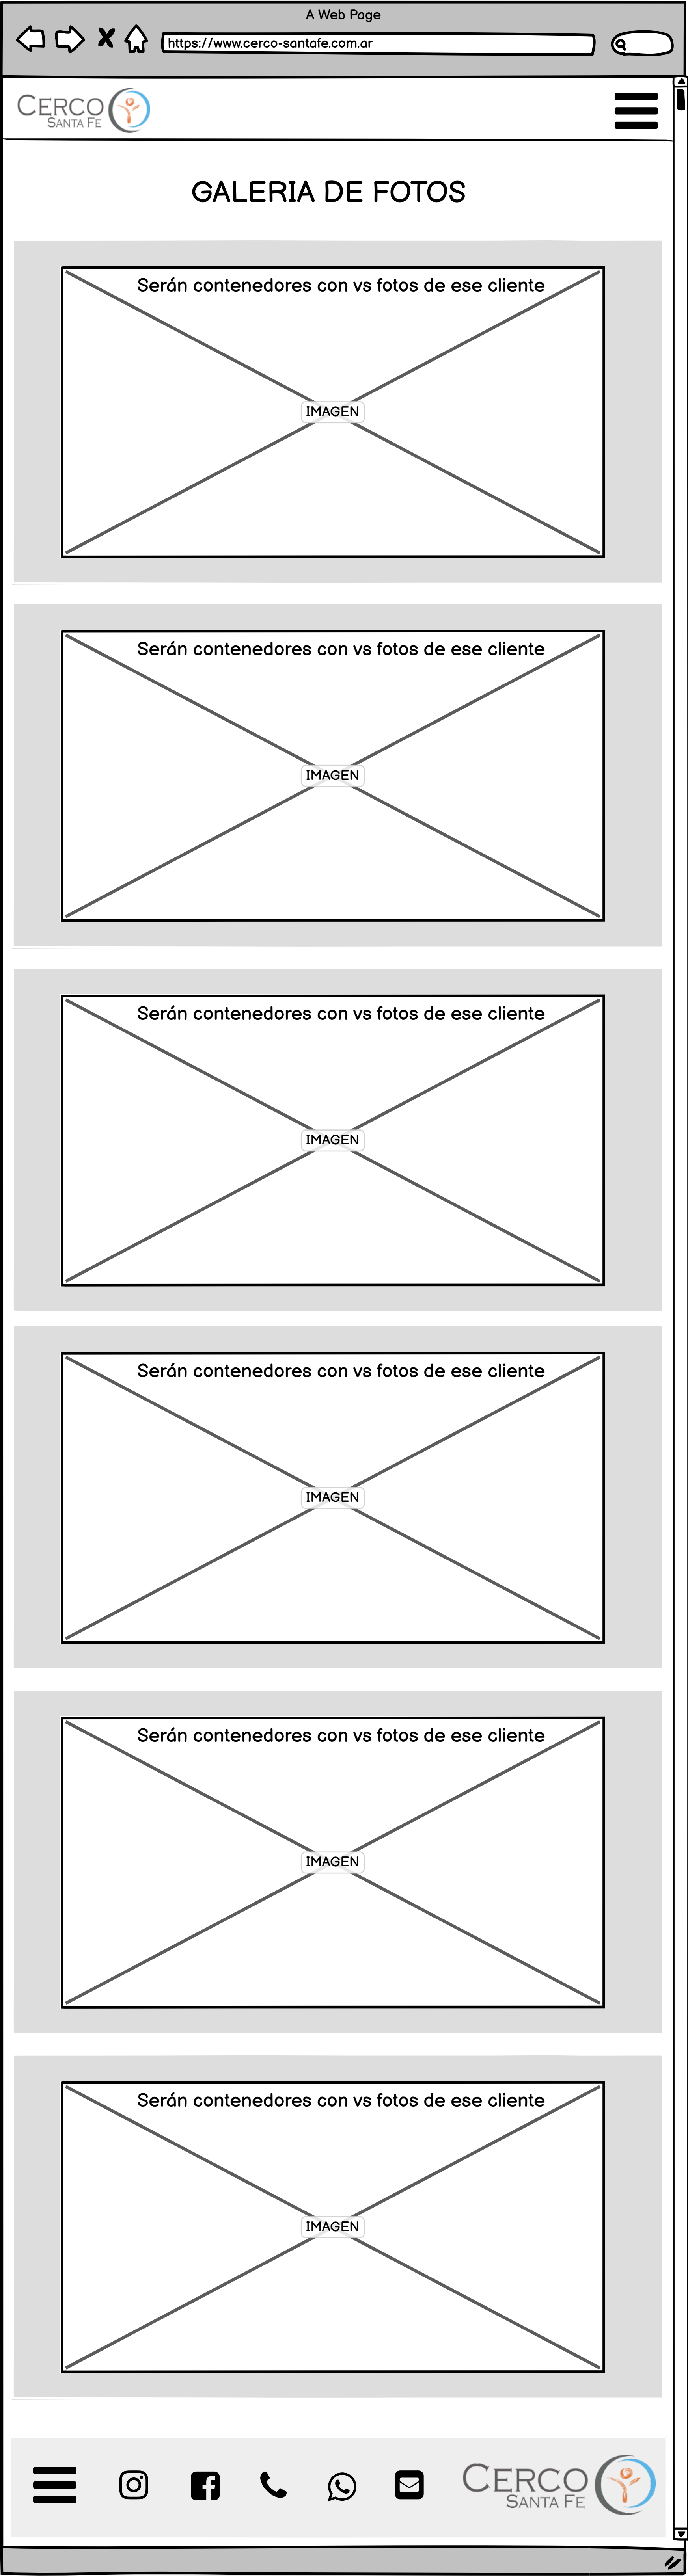 A Web Page
https://www.cerco-santafe.com.ar
CERCO
SANTA FE
GALERIA DE FOTOS
Serán contenedores con vs fotos de ese cliente
IMAGEN
Serán contenedores con vs fotos de ese cliente
IMAGEN
Serán contenedores con vs fotos de ese cliente
IMAGEN
Serán contenedores con vs fotos de ese cliente
IMAGEN
Serán contenedores con vs fotos de ese cliente
IMAGEN
Serán contenedores con vs fotos de ese cliente
IMAGEN
CERCO
SANTA FE